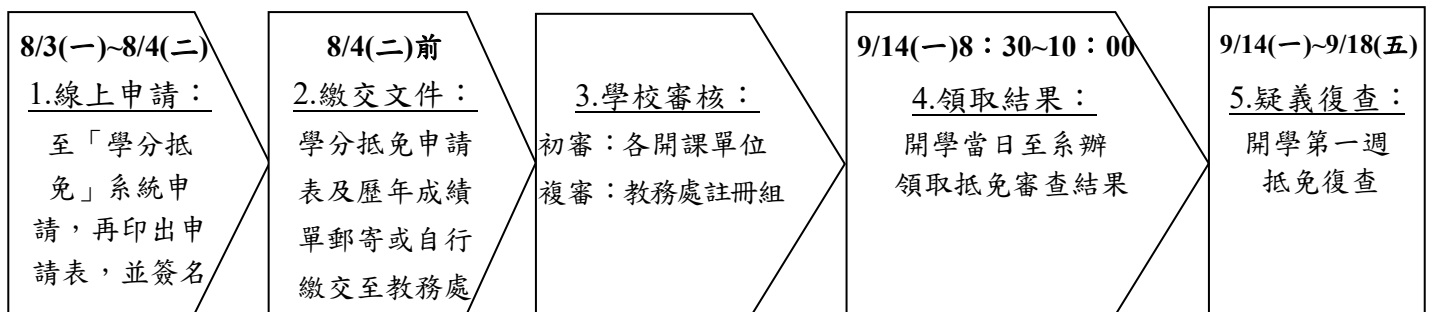 8/3(一)~8/4(二)
1.線上申請：
至「學分抵
免」系統申
請，再印出申
請表，並簽名
8/4(二)前
2.繳交文件：
學分抵免申請
表及歷年成績
單郵寄或自行
繳交至教務處
3.學校審核：
初審：各開課單位
複審：教務處註冊組
9/14(一)8：30~10：00
4.領取結果：
開學當日至系辦
領取抵免審查結果
9/14(一)~9/18(五)
5.疑義復查：
開學第一週
抵免復查